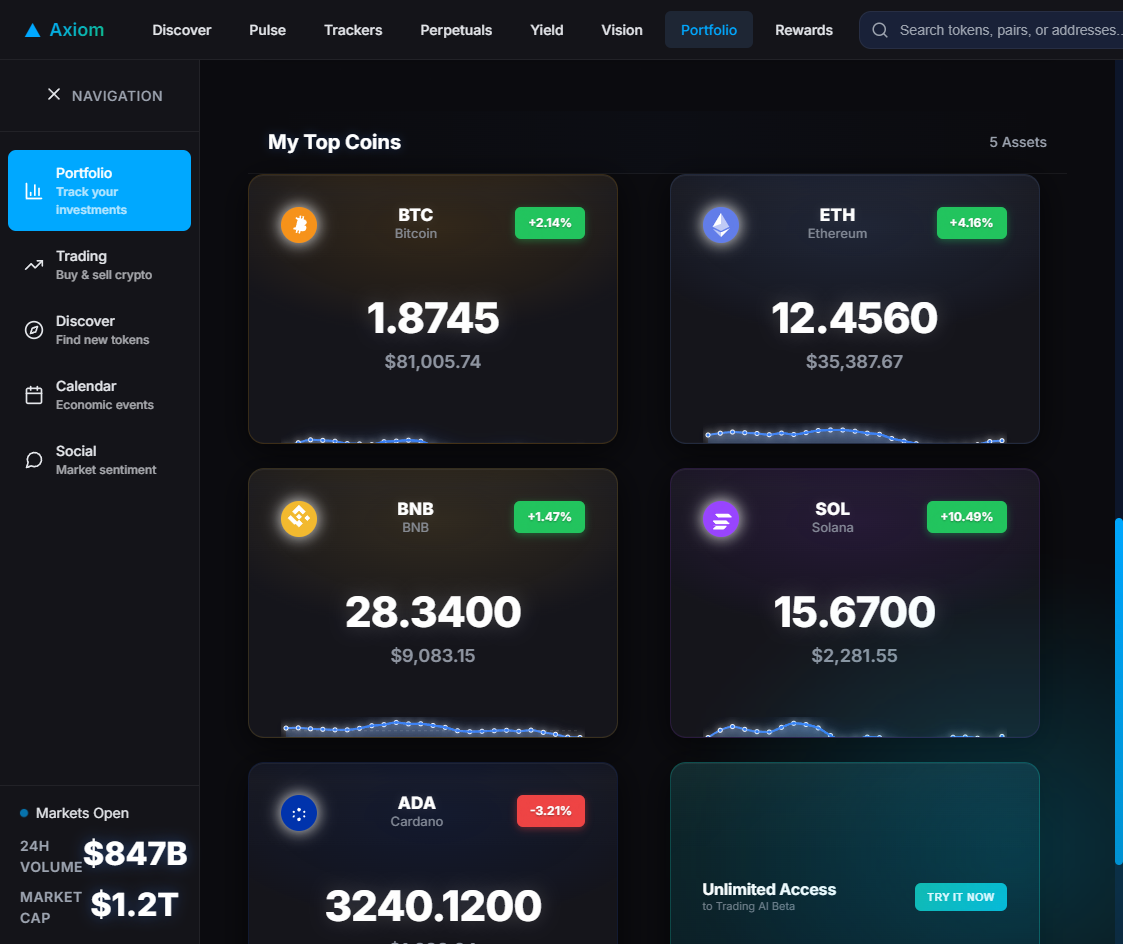 Axiom
Discover
Pulse
Trackers
Perpetuals
Yield
Vision
Portfolio
Rewards
Search tokens, pairs, or addresses...
NAVIGATION
Portfolio
Track your
investments
Trading
Buy & sell crypto
Discover
Find new tokens
Calendar
Economic events
Social
Market sentiment
Markets Open
24H
VOLUME
$847B
MARKET
CAP
$1.2T
My Top Coins
5 Assets
BTC
Bitcoin
+2.14%
1.8745
$81,005.74
ETH
Ethereum
+4.16%
12.4560
$35,387.67
BNB
BNB
+1.47%
28.3400
$9,083.15
SOL
Solana
+10.49%
15.6700
$2,281.55
ADA
Cardano
-3.21%
3240.1200
Unlimited Access
to Trading AI Beta
TRY IT NOW